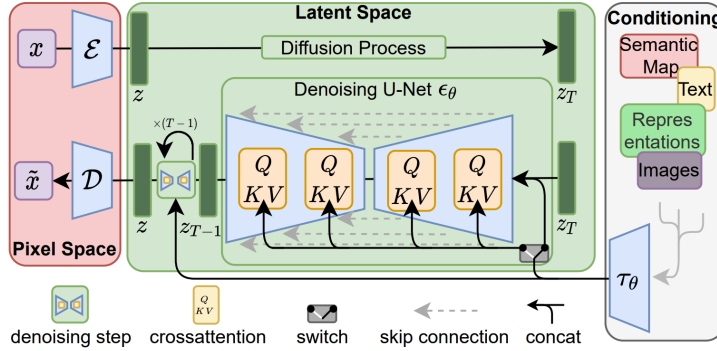 Latent Space
Conditioning
x
ℰ
z
Diffusion Process
z_T
Semantic
Map
Text
Repres
entations
Images
Denoising U-Net ϵ_θ
×(T−1)
Q
KV
Q
KV
Q
KV
Q
KV
x̃
𝒟
z
z_{T−1}
z_T
τ_θ
Pixel Space
Q
KV
denoising step
crossattention
switch
skip connection
concat